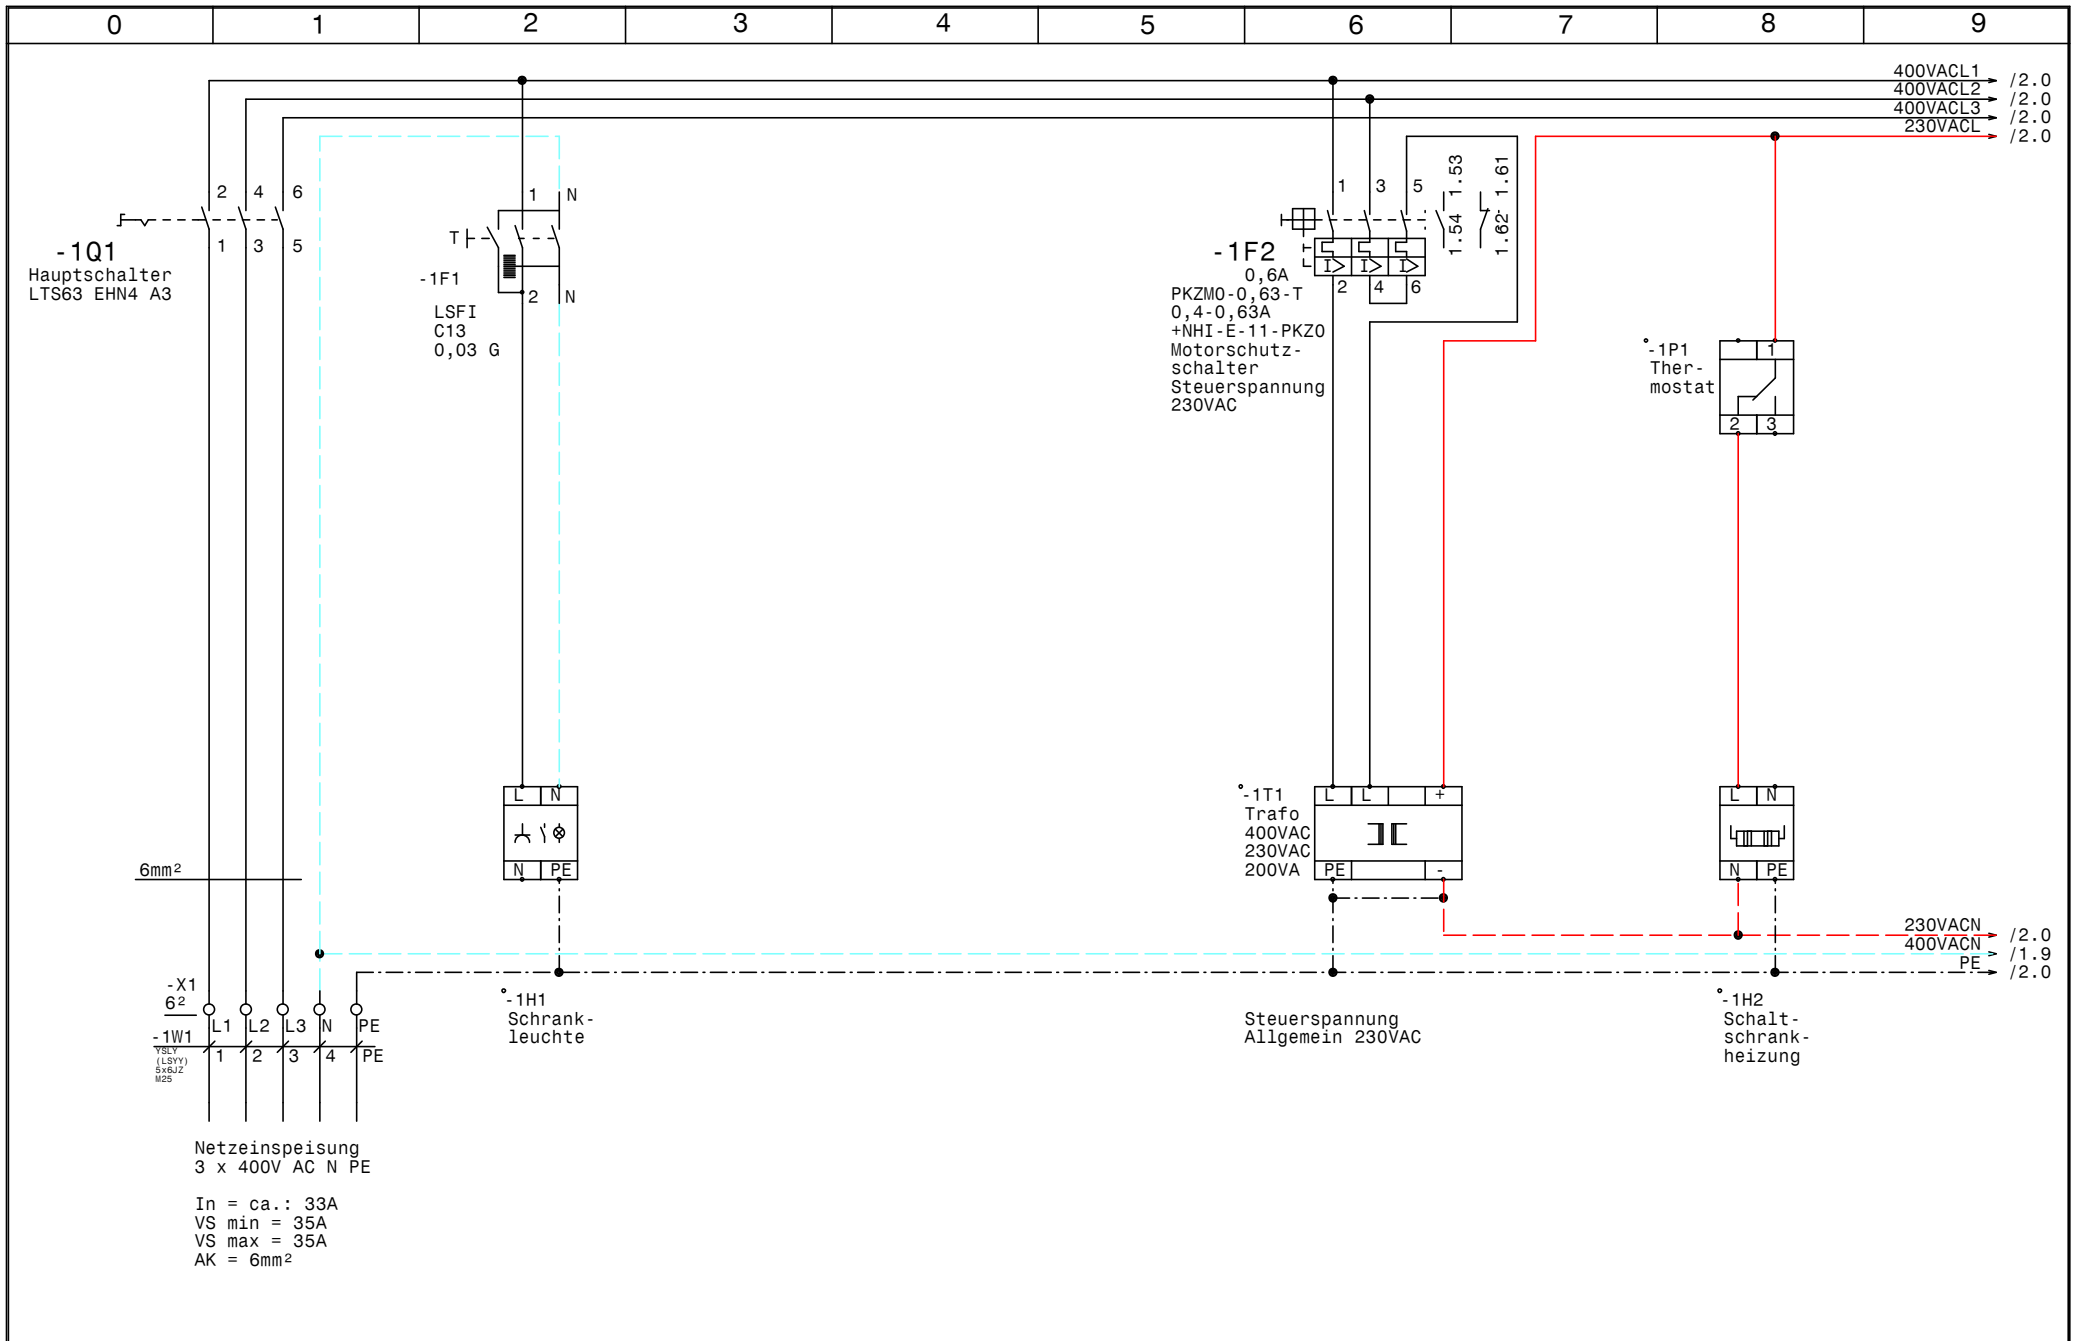 0 1 2 3 4 5 6 7 8 9
400VACL1 /2.0
400VACL2 /2.0
400VACL3 /2.0
230VACL /2.0
2 4 6
1 3 5
-1Q1
Hauptschalter
LTS63 EHN4 A3
1 N
T
2 N
-1F1
LSFI
C13
0,03 G
1 3 5
1.53 1.61
1.54 1.62
I> I> I>
2 4 6
-1F2
0,6A
PKZM0-0,63-T
0,4-0,63A
+NHI-E-11-PKZ0
Motorschutz-
schalter
Steuerspannung
230VAC
-1P1
Ther-
mostat
1
2 3
L N
N PE
-1T1
Trafo
400VAC
230VAC
200VA
L L +
PE -
L N
N PE
6mm²
230VACN /2.0
400VACN /1.9
PE /2.0
-X1
6²
L1 L2 L3 N PE
-1W1
YSLY
(LSYY)
5x6JZ
M25
1 2 3 4 PE
-1H1
Schrank-
leuchte
Steuerspannung
Allgemein 230VAC
-1H2
Schalt-
schrank-
heizung
Netzeinspeisung
3 x 400V AC N PE
In = ca.: 33A
VS min = 35A
VS max = 35A
AK = 6mm²